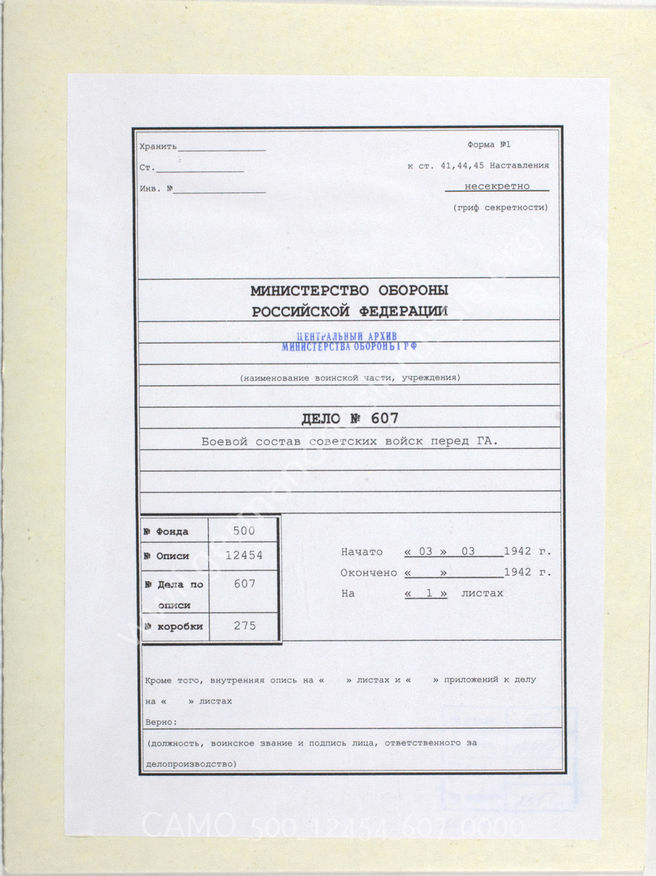 Хранить
Форма №1
Ст.
к ст. 41,44,45 Наставления
Инв. №
несекретно
(гриф секретности)
МИНИСТЕРСТВО ОБОРОНЫ
РОССИЙСКОЙ ФЕДЕРАЦИИ
ЦЕНТРАЛЬНЫЙ АРХИВ
МИНИСТЕРСТВА ОБОРОНЫ РФ
(наименование воинской части, учреждения)
ДЕЛО № 607
Боевой состав советских войск перед ГА.
№ Фонда 500
№ Описи 12454
№ Дела по описи 607
№ коробки 275
Начато « 03 » 03 1942 г.
Окончено « » 1942 г.
На « 1 » листах
Кроме того, внутренняя опись на « » листах и « » приложений к делу
на « » листах
Верно:
(должность, воинское звание и подпись лица, ответственного за
делопроизводство)
CAMO_500_12454_607_0000